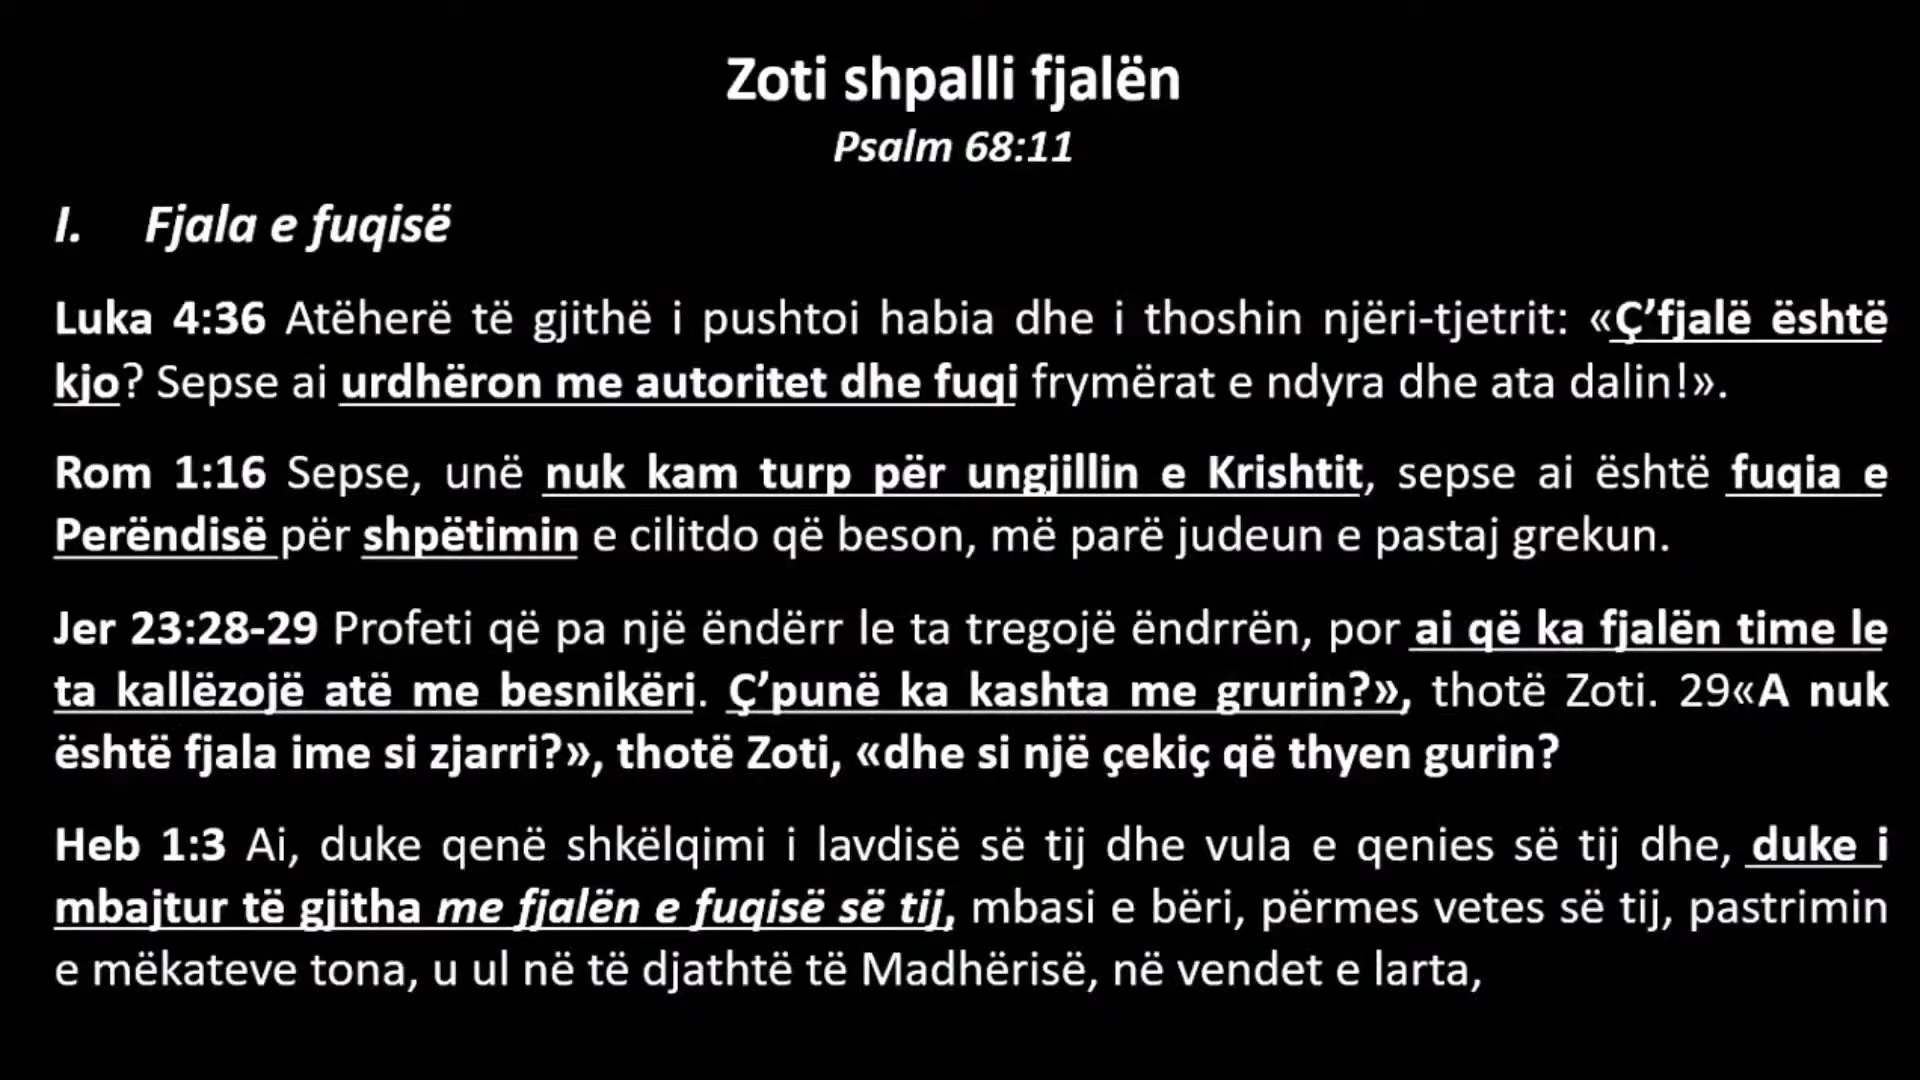 Zoti shpalli fjalën
Psalm 68:11
I. Fjala e fuqisë
Luka 4:36 Atëherë të gjithë i pushtoi habia dhe i thoshin njëri-tjetrit: «Ç’fjalë është
kjo? Sepse ai urdhëron me autoritet dhe fuqi frymërat e ndyra dhe ata dalin!».
Rom 1:16 Sepse, unë nuk kam turp për ungjillin e Krishtit, sepse ai është fuqia e
Perëndisë për shpëtimin e cilitdo që beson, më parë judeun e pastaj grekun.
Jer 23:28-29 Profeti që pa një ëndërr le ta tregojë ëndrrën, por ai që ka fjalën time le
ta kallëzojë atë me besnikëri. Ç’punë ka kashta me grurin?», thotë Zoti. 29«A nuk
është fjala ime si zjarri?», thotë Zoti, «dhe si një çekiç që thyen gurin?
Heb 1:3 Ai, duke qenë shkëlqimi i lavdisë së tij dhe vula e qenies së tij dhe, duke i
mbajtur të gjitha me fjalën e fuqisë së tij, mbasi e bëri, përmes vetes së tij, pastrimin
e mëkateve tona, u ul në të djathtë të Madhërisë, në vendet e larta,